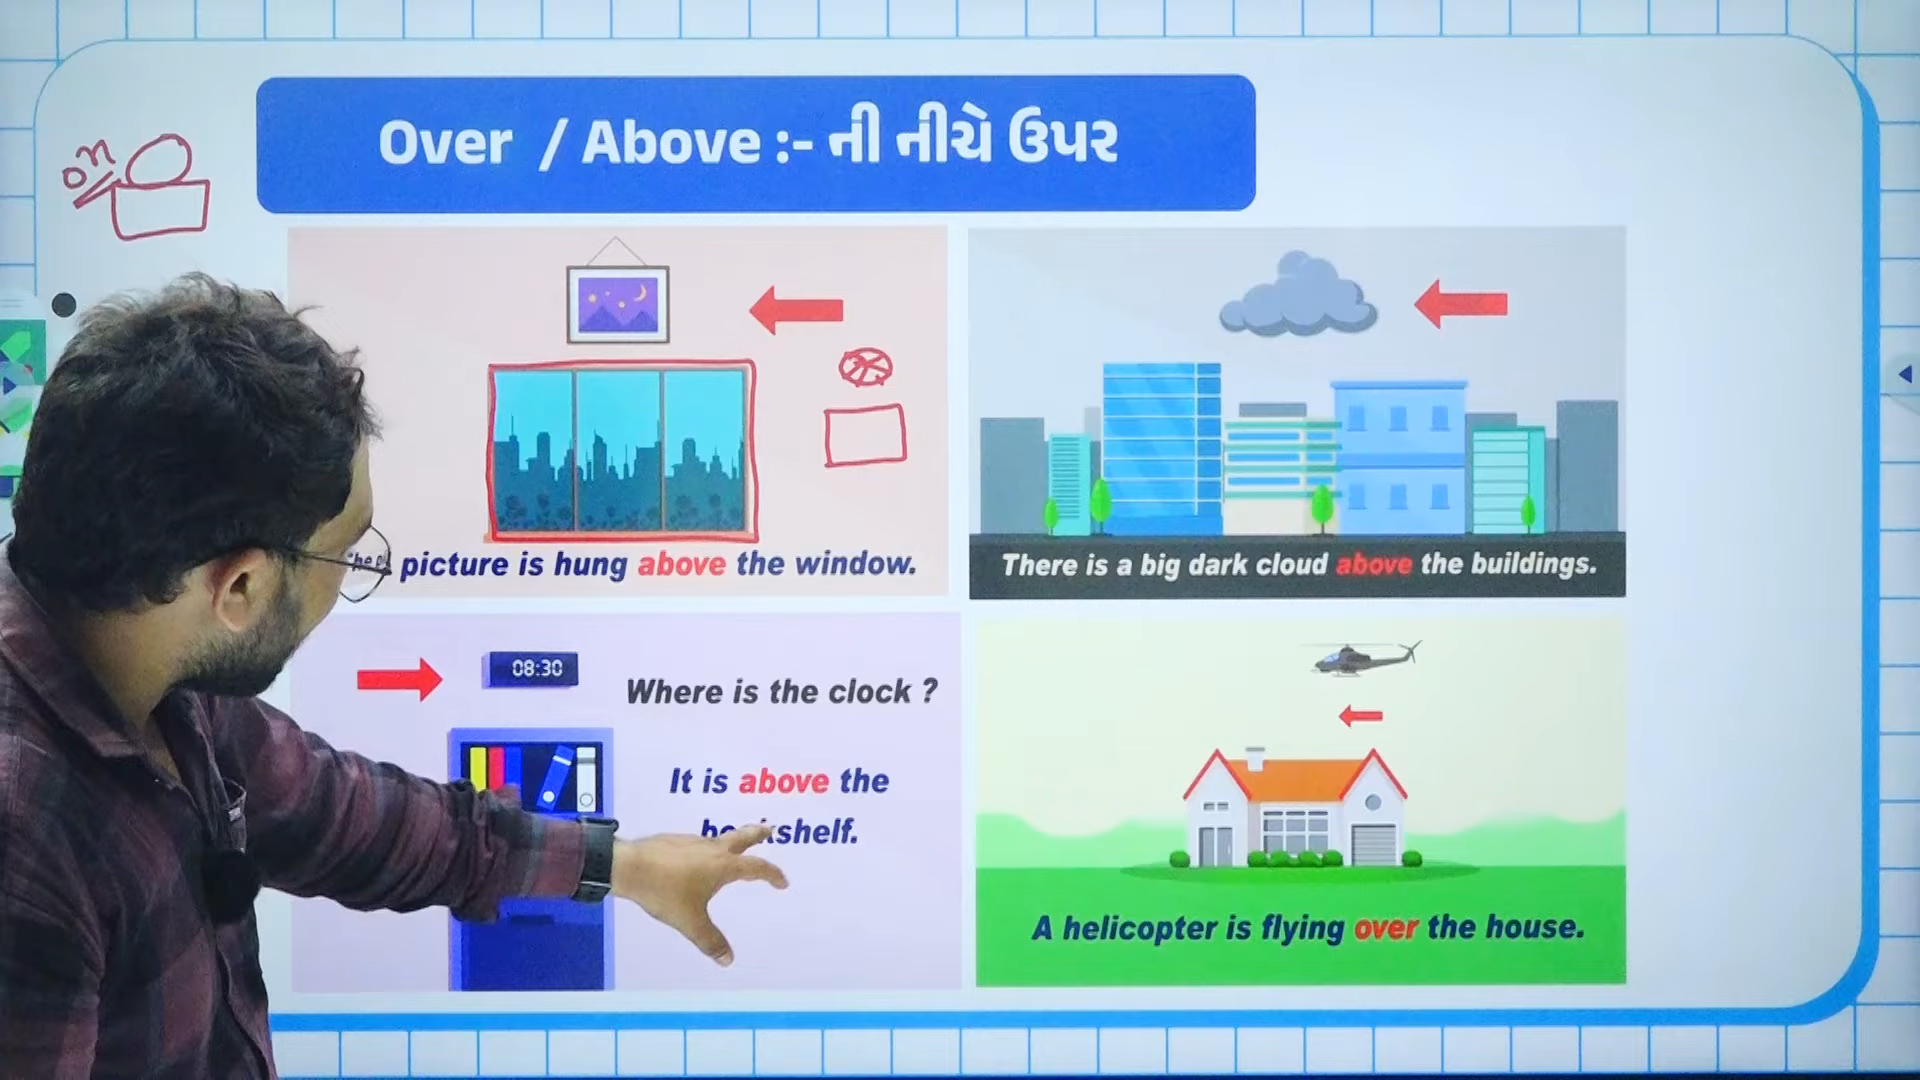 Over / Above :- ની નીચે ઉપર
on
picture is hung above the window.
There is a big dark cloud above the buildings.
08:30
Where is the clock ?
It is above the
A helicopter is flying over the house.